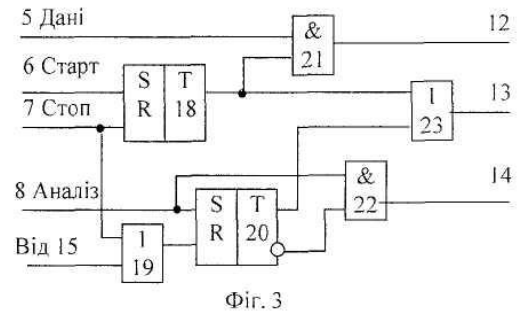 5 Дані
&
21
12
6 Старт
S T
R 18
7 Стоп
1
23
13
8 Аналіз
S T
R 20
&
22
14
Від 15
1
19
Фіг. 3